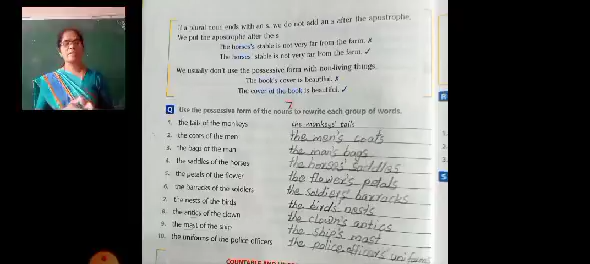 If a plural noun ends with an s, we do not add an s after the apostrophe.
We put the apostrophe after the s
The horses's stable is not very far from the farm. ✗
The horses' stable is not very far from the farm. ✓
We usually don't use the possessive form with non-living things.
The book's cover is beautiful. ✗
The cover of the book is beautiful. ✓
Q Use the possessive form of the nouns to rewrite each group of words.
1. the tails of the monkeys the monkeys' tails
2. the coats of the men the men's coats
3. the bags of the man the man's bags
4. the saddles of the horses the horses' saddles
5. the petals of the flower the flower's petals
6. the barracks of the soldiers the soldiers' barracks
7. the nests of the birds the birds' nests
8. the antics of the clown the clown's antics
9. the mast of the ship the ship's mast
10. the uniforms of the police officers the police officers' uniforms
COUNTABLE AND